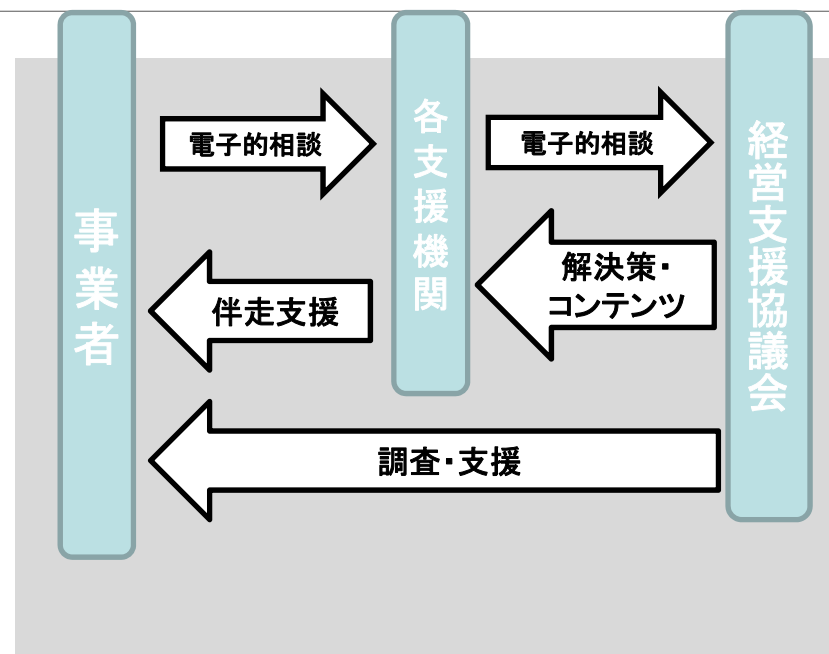 事業者
電子的相談
伴走支援
各支援機関
電子的相談
解決策・
コンテンツ
調査・支援
経営支援協議会